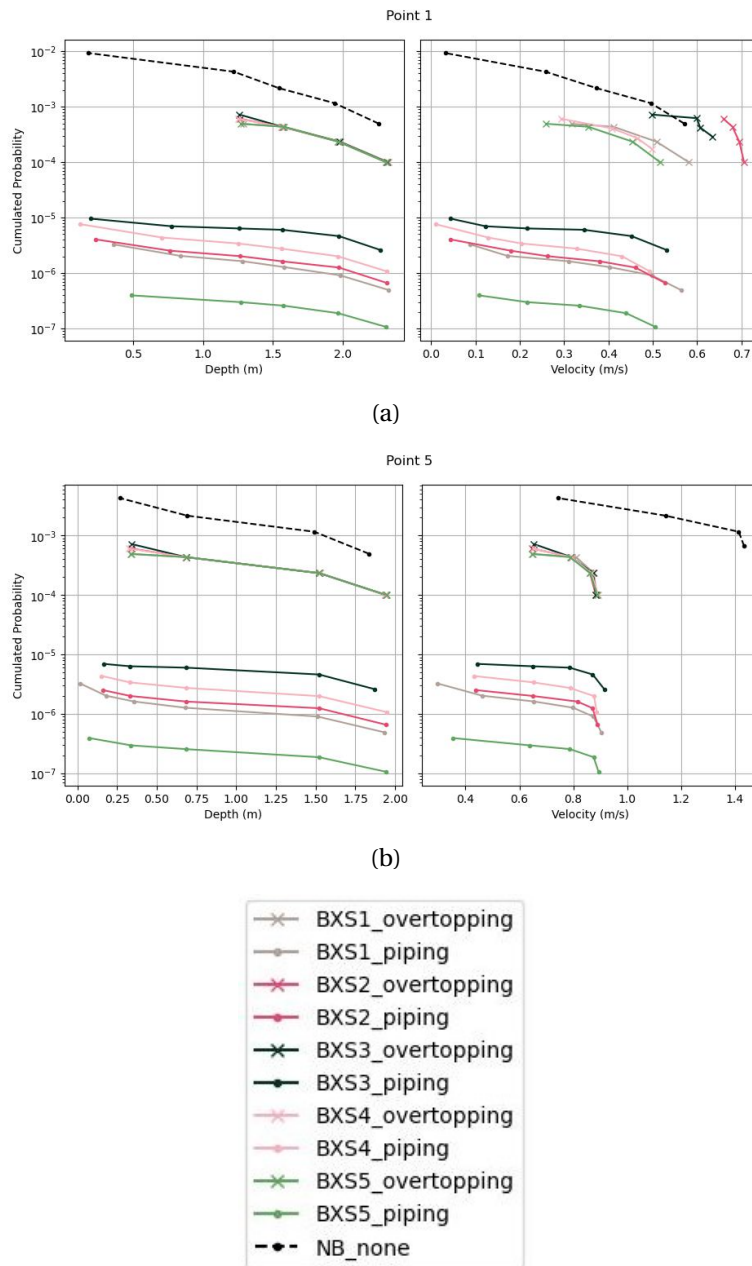 Point 1
Cumulated Probability
10⁻²
10⁻³
10⁻⁴
10⁻⁵
10⁻⁶
10⁻⁷
0.5 1.0 1.5 2.0
Depth (m)
0.0 0.1 0.2 0.3 0.4 0.5 0.6 0.7
Velocity (m/s)
(a)
Point 5
Cumulated Probability
10⁻³
10⁻⁴
10⁻⁵
10⁻⁶
10⁻⁷
0.00 0.25 0.50 0.75 1.00 1.25 1.50 1.75 2.00
Depth (m)
0.4 0.6 0.8 1.0 1.2 1.4
Velocity (m/s)
(b)
BXS1_overtopping
BXS1_piping
BXS2_overtopping
BXS2_piping
BXS3_overtopping
BXS3_piping
BXS4_overtopping
BXS4_piping
BXS5_overtopping
BXS5_piping
NB_none